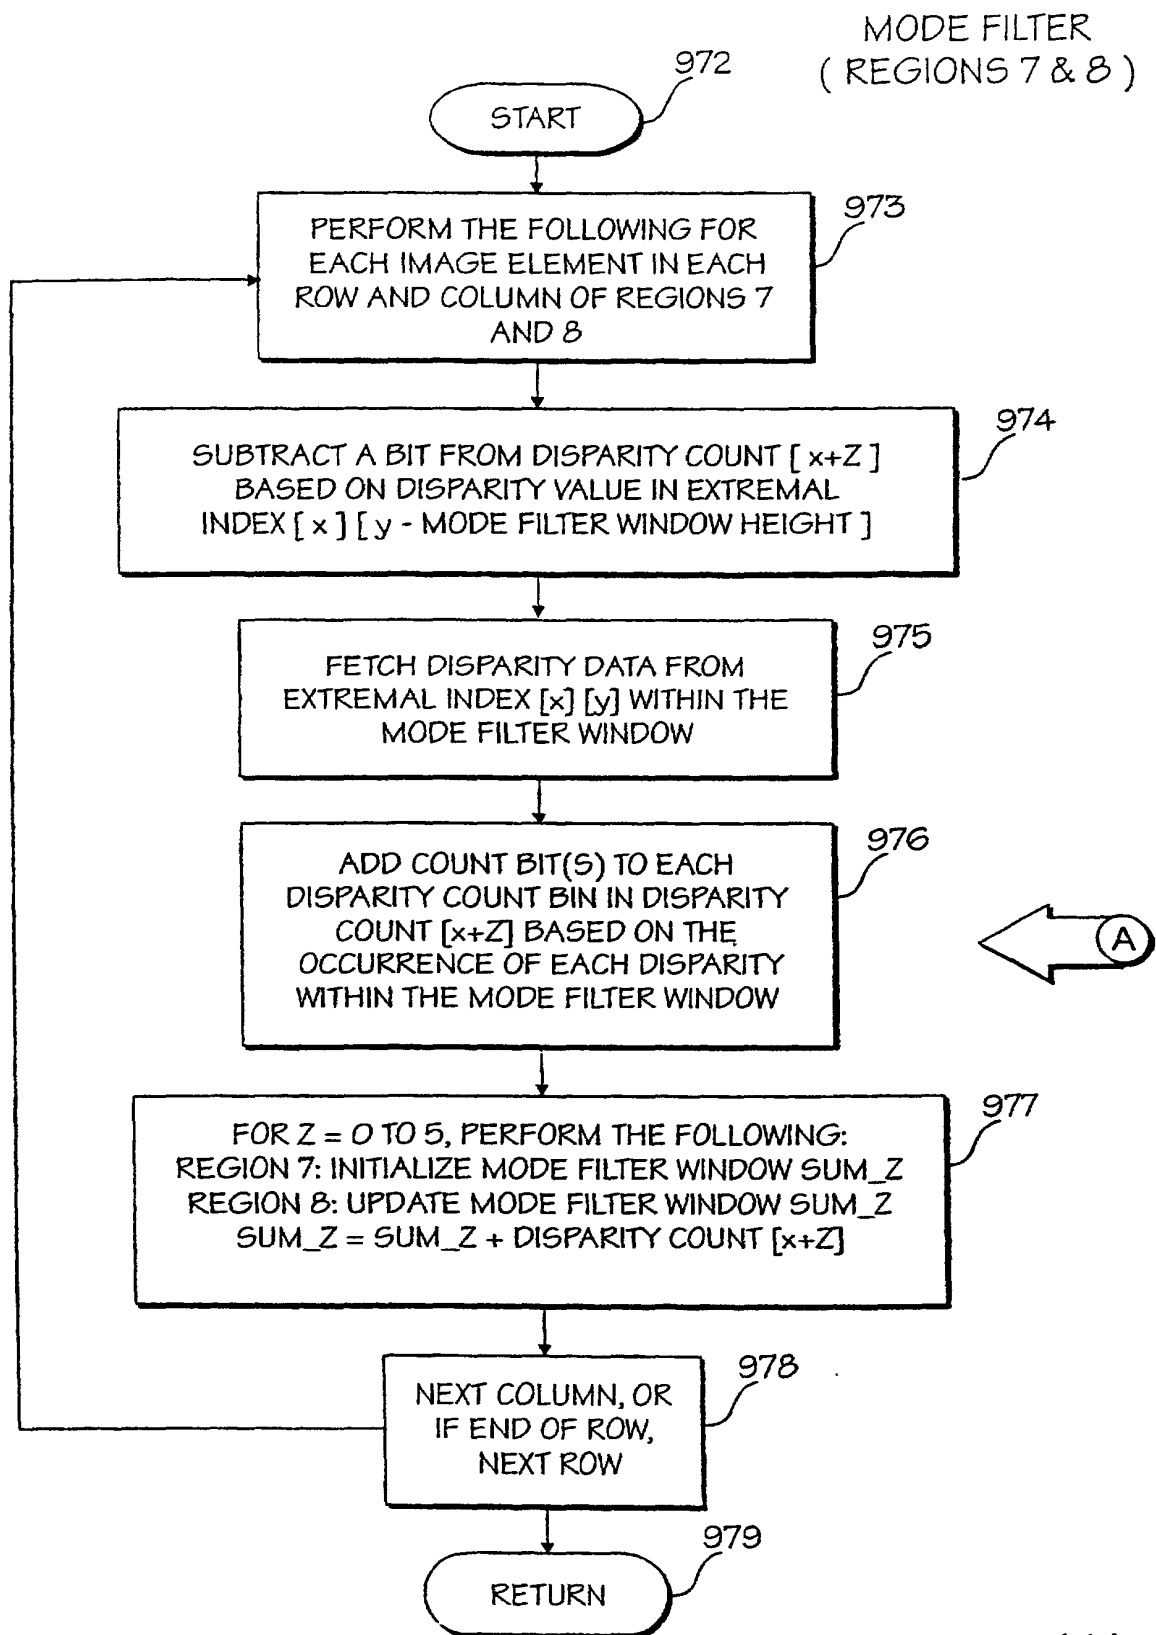 MODE FILTER
( REGIONS 7 & 8 )
972
START
973
PERFORM THE FOLLOWING FOR
EACH IMAGE ELEMENT IN EACH
ROW AND COLUMN OF REGIONS 7
AND 8
974
SUBTRACT A BIT FROM DISPARITY COUNT [ x+Z ]
BASED ON DISPARITY VALUE IN EXTREMAL
INDEX [ x ] [ y - MODE FILTER WINDOW HEIGHT ]
975
FETCH DISPARITY DATA FROM
EXTREMAL INDEX [x] [y] WITHIN THE
MODE FILTER WINDOW
976
ADD COUNT BIT(S) TO EACH
DISPARITY COUNT BIN IN DISPARITY
COUNT [x+Z] BASED ON THE
OCCURRENCE OF EACH DISPARITY
WITHIN THE MODE FILTER WINDOW
A
977
FOR Z = 0 TO 5, PERFORM THE FOLLOWING:
REGION 7: INITIALIZE MODE FILTER WINDOW SUM_Z
REGION 8: UPDATE MODE FILTER WINDOW SUM_Z
SUM_Z = SUM_Z + DISPARITY COUNT [x+Z]
978
NEXT COLUMN, OR
IF END OF ROW,
NEXT ROW
979
RETURN